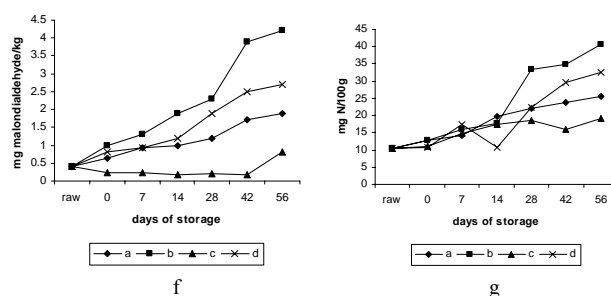 4.5
4
3.5
3
2.5
2
1.5
1
0.5
0
mg malondialdehyde/kg
raw 0 7 14 28 42 56
days of storage
a b c d
f
45
40
35
30
25
20
15
10
5
0
mg N/100g
raw 0 7 14 28 42 56
days of storage
a b c d
g